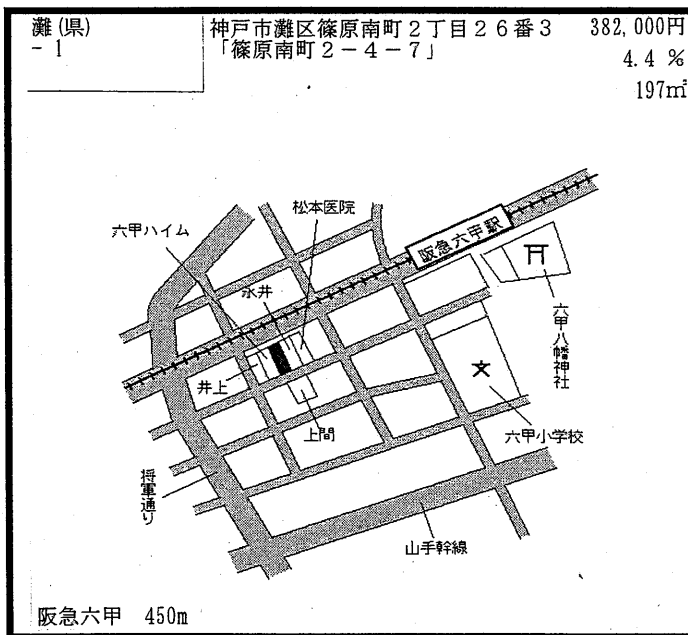 灘(県)
-1
神戸市灘区篠原南町2丁目26番3
「篠原南町2-4-7」
382,000円
4.4 %
197㎡
松本医院
六甲ハイム
阪急六甲駅
永井
六甲八幡神社
井上
上間
六甲小学校
将軍通り
山手幹線
阪急六甲 450m